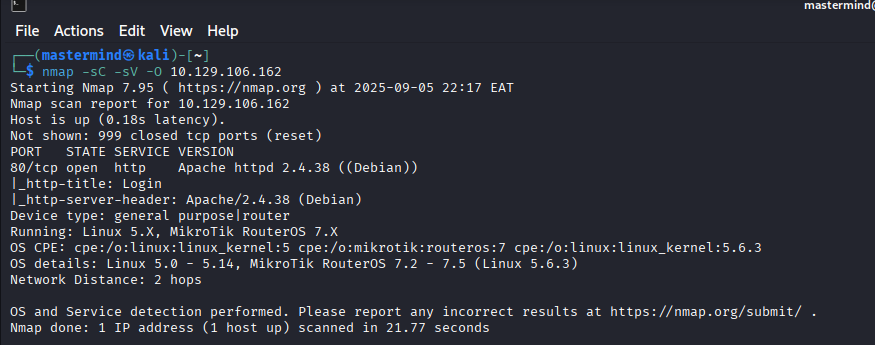 mastermind@
File Actions Edit View Help
┌──(mastermind㉿kali)-[~]
└─$ nmap -sC -sV -O 10.129.106.162
Starting Nmap 7.95 ( https://nmap.org ) at 2025-09-05 22:17 EAT
Nmap scan report for 10.129.106.162
Host is up (0.18s latency).
Not shown: 999 closed tcp ports (reset)
PORT   STATE SERVICE VERSION
80/tcp open  http    Apache httpd 2.4.38 ((Debian))
|_http-title: Login
|_http-server-header: Apache/2.4.38 (Debian)
Device type: general purpose|router
Running: Linux 5.X, MikroTik RouterOS 7.X
OS CPE: cpe:/o:linux:linux_kernel:5 cpe:/o:mikrotik:routeros:7 cpe:/o:linux:linux_kernel:5.6.3
OS details: Linux 5.0 - 5.14, MikroTik RouterOS 7.2 - 7.5 (Linux 5.6.3)
Network Distance: 2 hops
OS and Service detection performed. Please report any incorrect results at https://nmap.org/submit/ .
Nmap done: 1 IP address (1 host up) scanned in 21.77 seconds